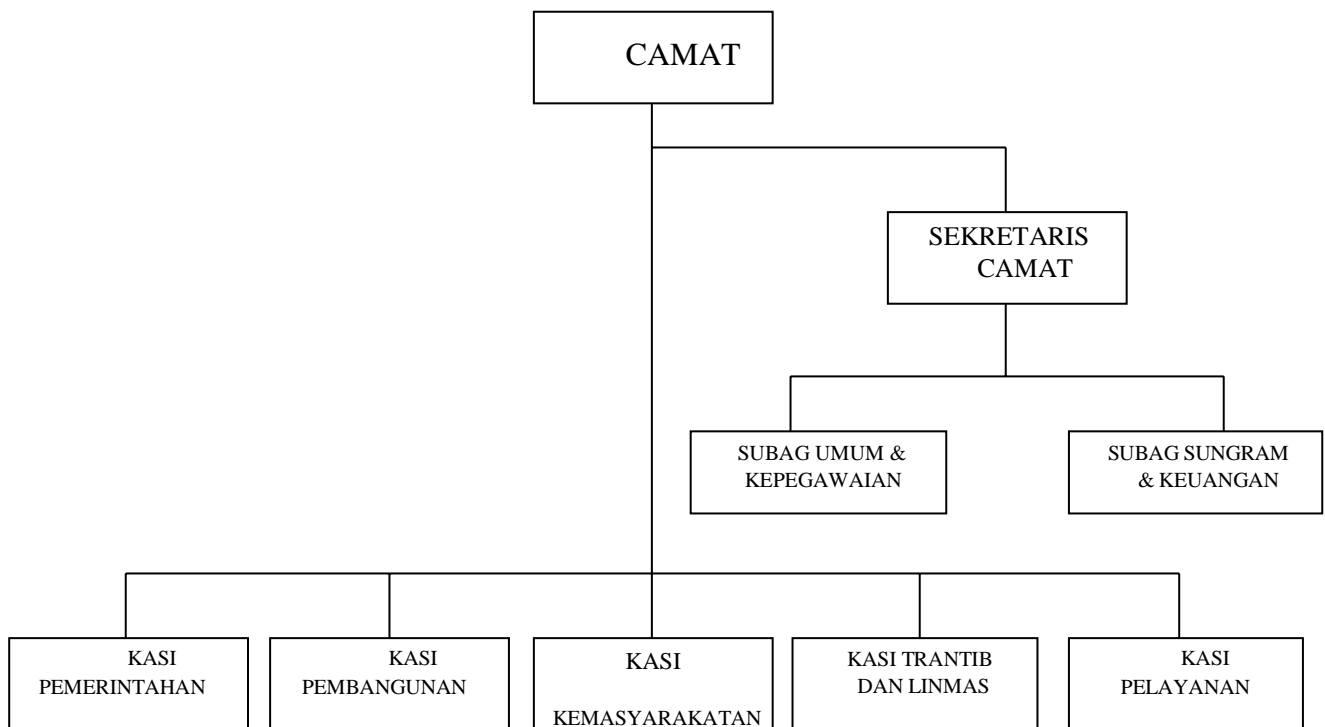 CAMAT
SEKRETARIS
CAMAT
SUBAG UMUM &
KEPEGAWAIAN
SUBAG SUNGRAM
& KEUANGAN
KASI
PEMERINTAHAN
KASI
PEMBANGUNAN
KASI
KEMASYARAKATAN
KASI TRANTIB
DAN LINMAS
KASI
PELAYANAN